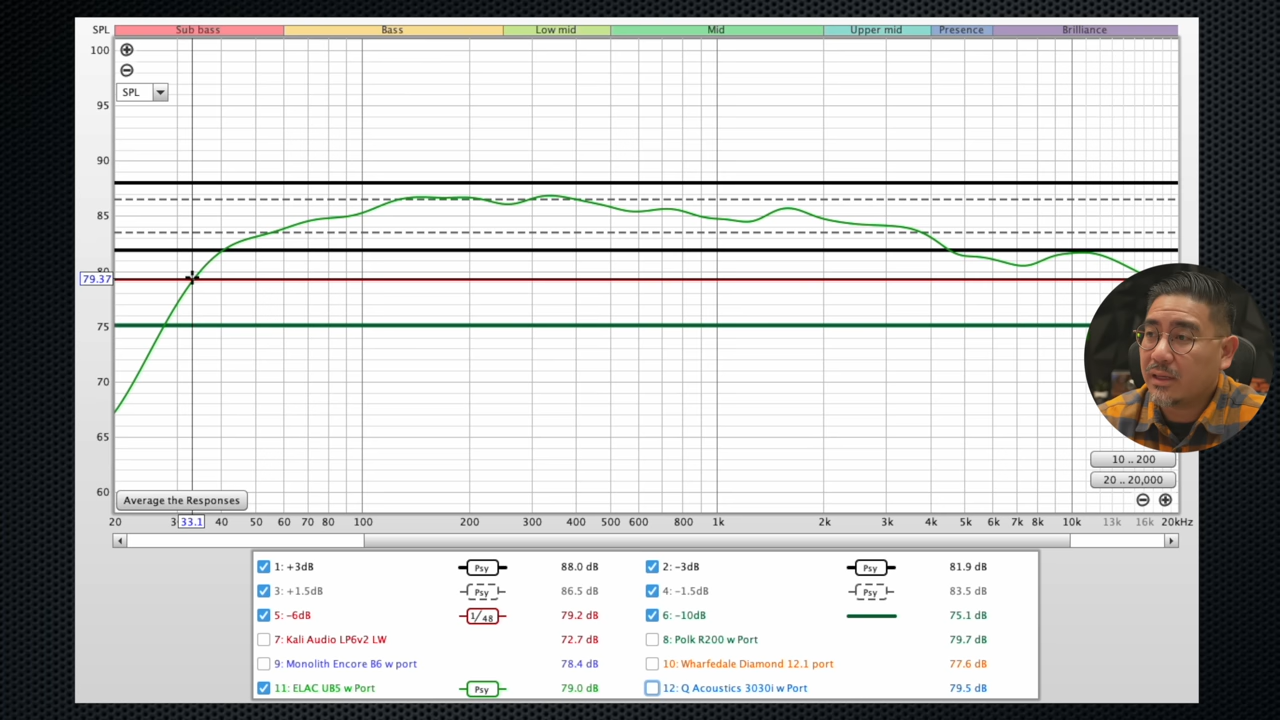 SPL Sub bass Bass Low mid Mid Upper mid Presence Brilliance
100
SPL
95
90
85
80
79.37
75
70
65
10 .. 200
20 .. 20,000
60
Average the Responses
20 3 33.1 40 50 60 70 80 100 200 300 400 500 600 800 1k 2k 3k 4k 5k 6k 7k 8k 10k 13k 16k 20kHz
1: +3dB Psy 88.0 dB 2: -3dB Psy 81.9 dB
3: +1.5dB Psy 86.5 dB 4: -1.5dB Psy 83.5 dB
5: -6dB 1/48 79.2 dB 6: -10dB 75.1 dB
7: Kali Audio LP6v2 LW 72.7 dB 8: Polk R200 w Port 79.7 dB
9: Monolith Encore B6 w port 78.4 dB 10: Wharfedale Diamond 12.1 port 77.6 dB
11: ELAC UB5 w Port Psy 79.0 dB 12: Q Acoustics 3030i w Port 79.5 dB